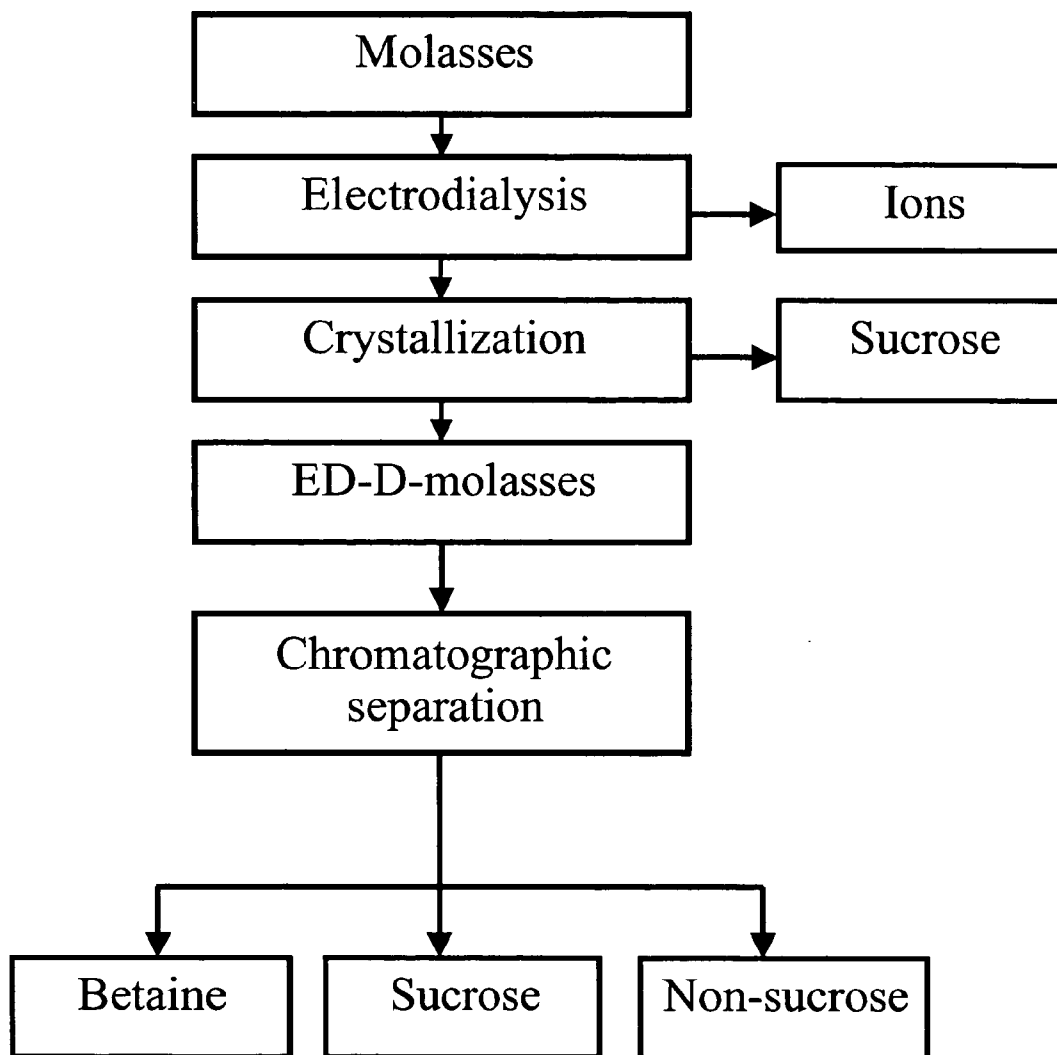 Molasses
Electrodialysis
Ions
Crystallization
Sucrose
ED-D-molasses
Chromatographic
separation
Betaine
Sucrose
Non-sucrose